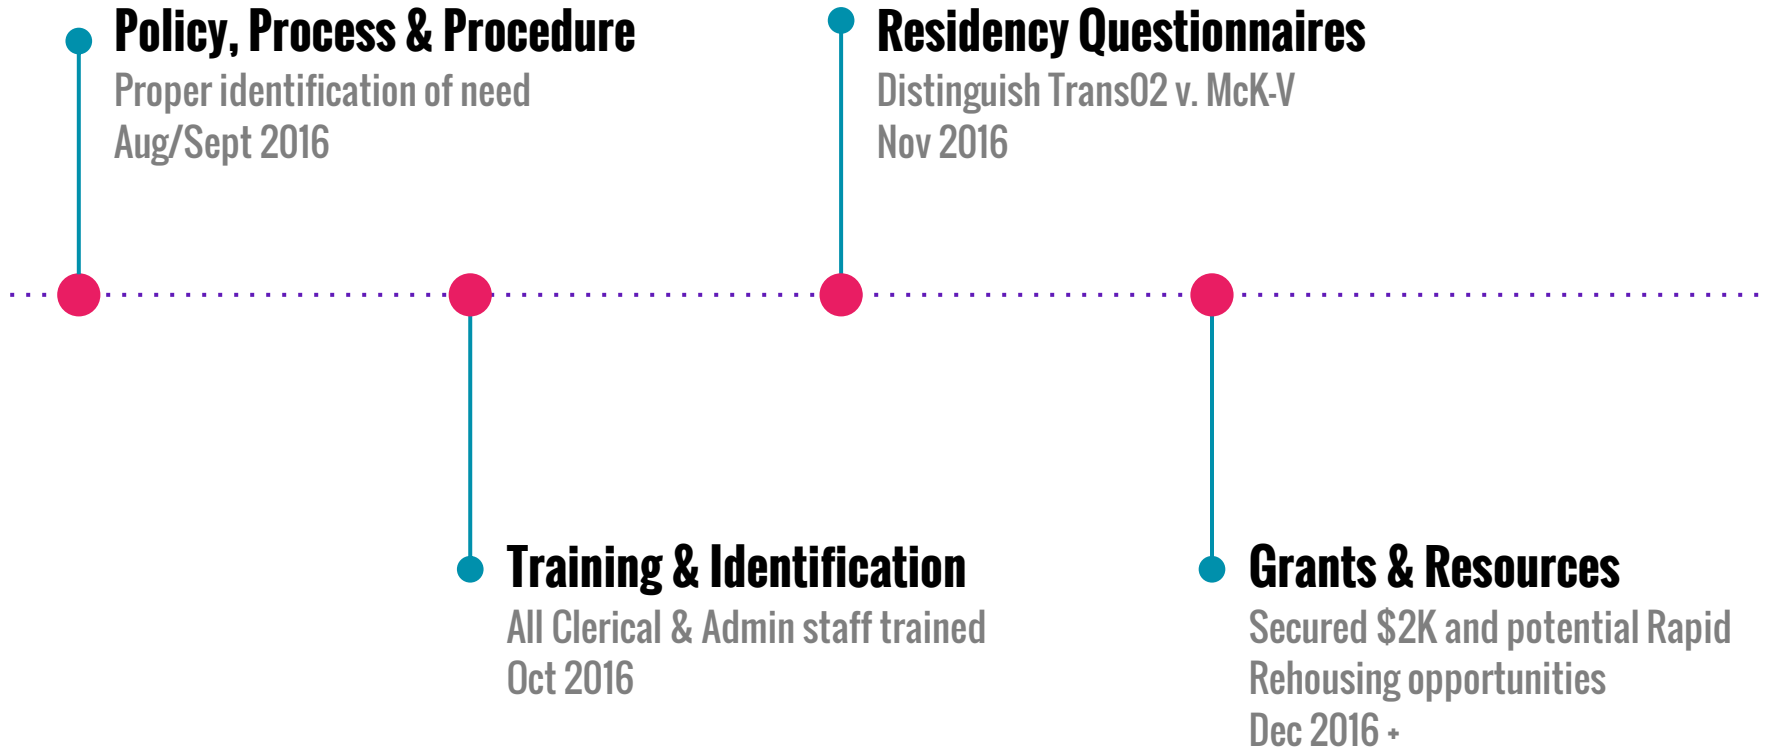 Policy, Process & Procedure
Proper identification of need
Aug/Sept 2016
Residency Questionnaires
Distinguish Trans02 v. McK-V
Nov 2016
Training & Identification
All Clerical & Admin staff trained
Oct 2016
Grants & Resources
Secured $2K and potential Rapid
Rehousing opportunities
Dec 2016 +